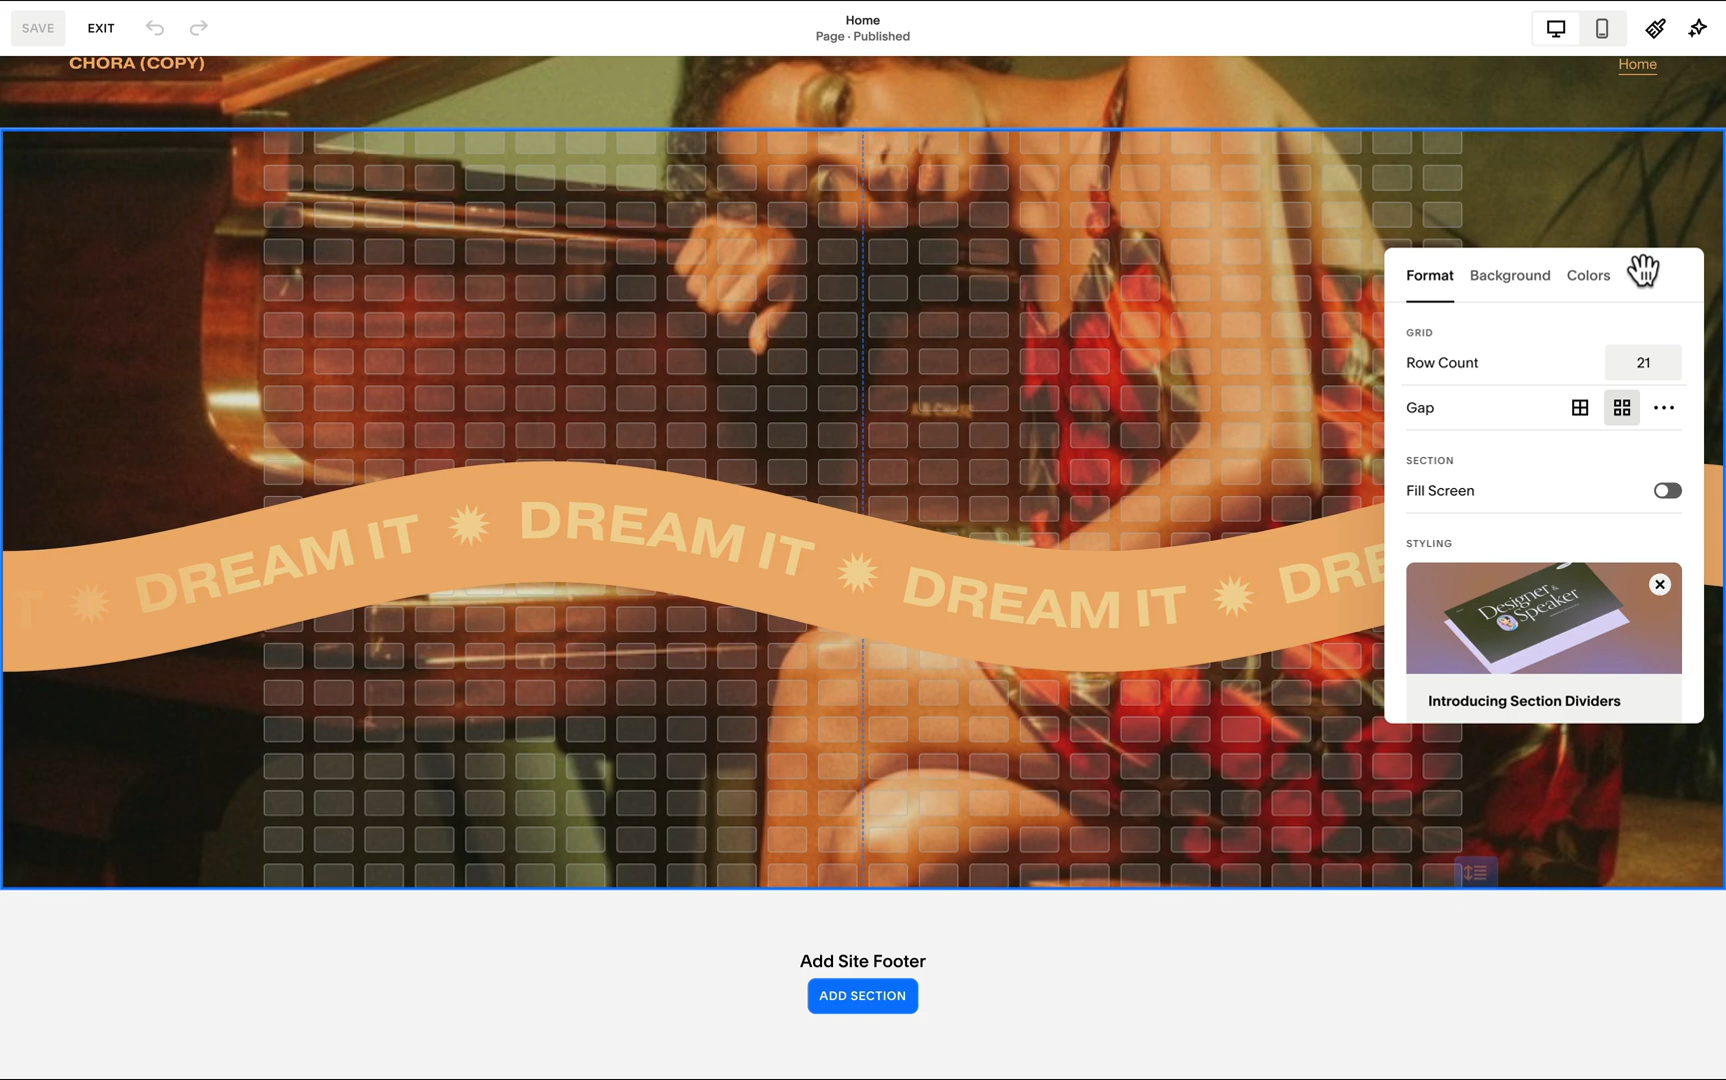 SAVE
EXIT
Home
Page · Published
CHORA (COPY)
Home
Format
Background
Colors
GRID
Row Count
21
Gap
SECTION
Fill Screen
STYLING
Designer &
Speaker
Introducing Section Dividers
T DREAM IT DREAM IT DREAM IT DRE
Add Site Footer
ADD SECTION